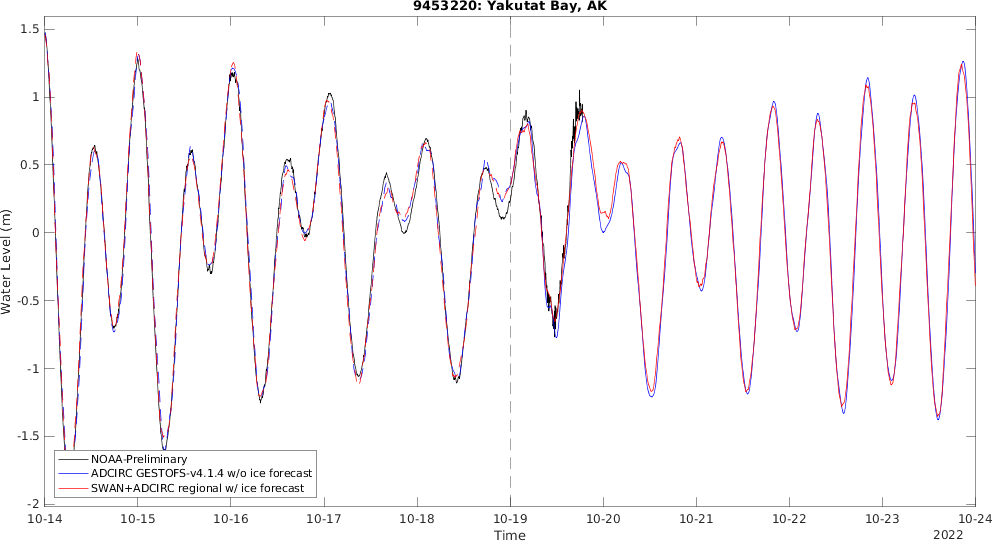 9453220: Yakutat Bay, AK
1.5
1
0.5
0
-0.5
-1
-1.5
-2
Water Level (m)
NOAA-Preliminary
ADCIRC GESTOFS-v4.1.4 w/o ice forecast
SWAN+ADCIRC regional w/ ice forecast
10-14 10-15 10-16 10-17 10-18 10-19 10-20 10-21 10-22 10-23 10-24
Time
2022